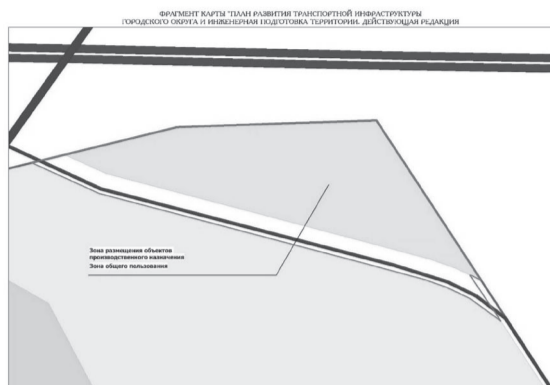 ФРАГМЕНТ КАРТЫ "ПЛАН РАЗВИТИЯ ТРАНСПОРТНОЙ ИНФРАСТРУКТУРЫ
ГОРОДСКОГО ОКРУГА И ИНЖЕНЕРНАЯ ПОДГОТОВКА ТЕРРИТОРИИ. ДЕЙСТВУЮЩАЯ РЕДАКЦИЯ
Зона размещения объектов
производственного назначения
Зона общего пользования